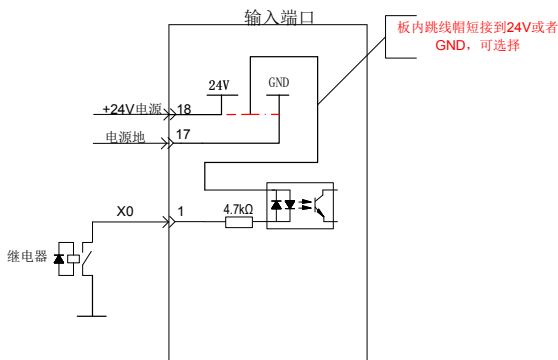 输入端口
板内跳线帽短接到24V或者
GND，可选择
24V
GND
+24V电源
18
电源地
17
X0
1
4.7kΩ
继电器